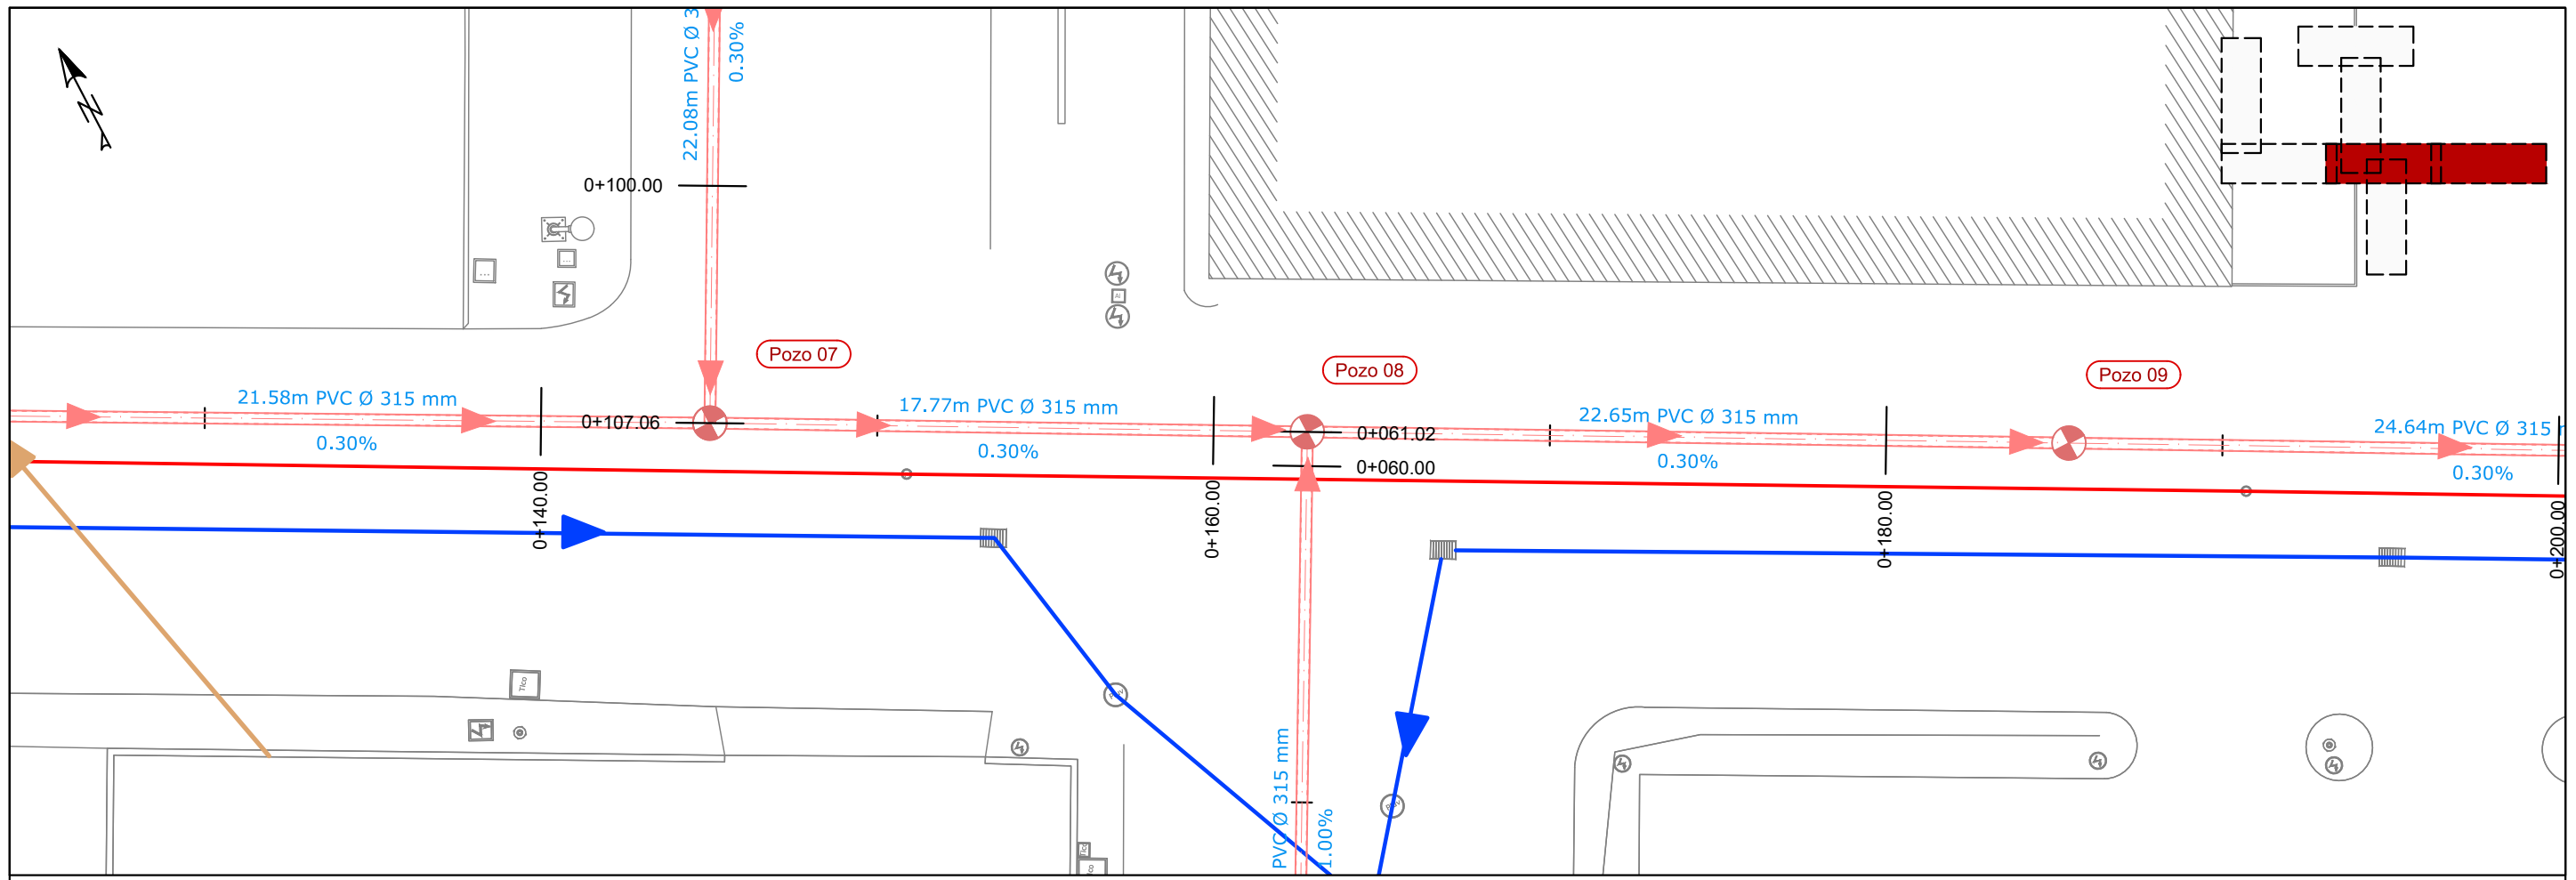 22.08m PVC Ø 3
0.30%
N
0+100.00
Pozo 07
Pozo 08
Pozo 09
21.58m PVC Ø 315 mm
0.30%
0+107.06
17.77m PVC Ø 315 mm
0.30%
0+061.02
0+060.00
22.65m PVC Ø 315 mm
0.30%
24.64m PVC Ø 315
0.30%
0+140.00
0+160.00
0+180.00
0+200.00
Tlco
PVC Ø 315 mm
1.00%
Tlco